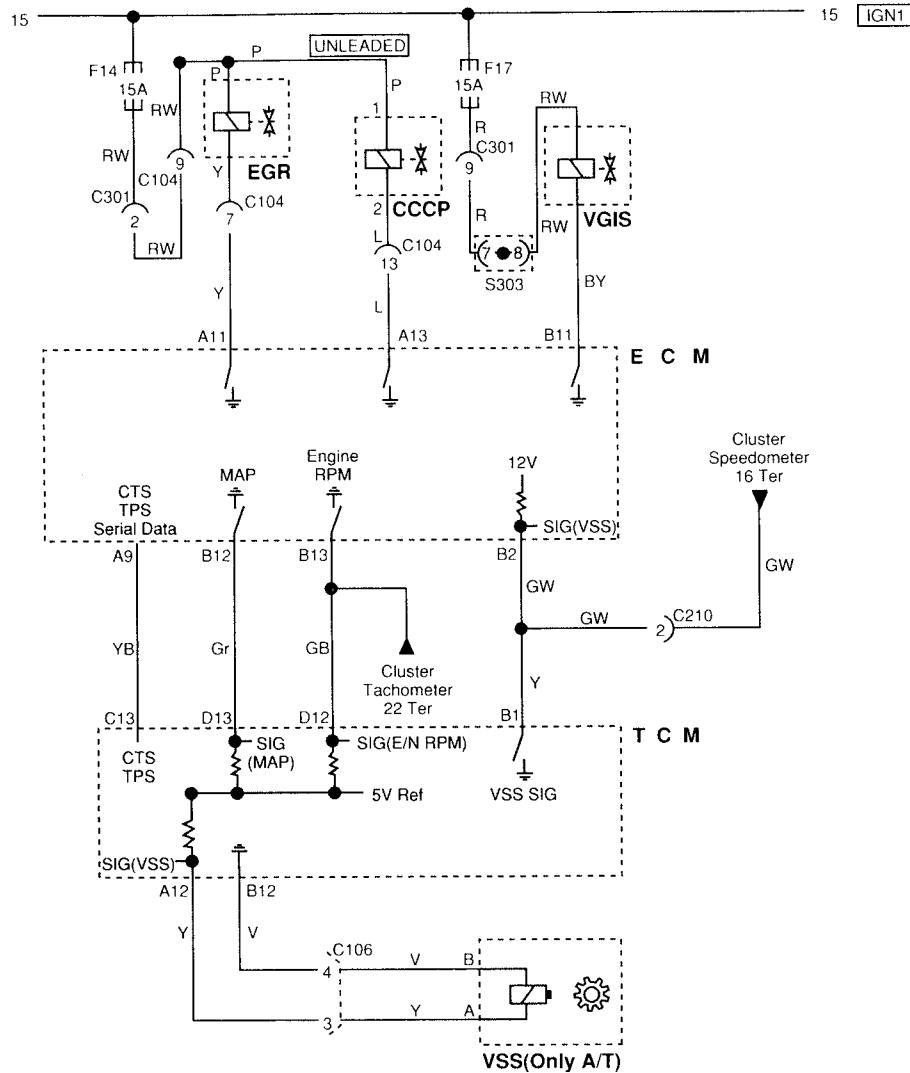 15
15 IGN1
UNLEADED
P
F14
15A
P
P
F17
15A
RW
RW
1
R
C301
9
RW
RW
9
C104
EGR
Y
C104
7
C301
2
RW
CCCP
2
L
C104
13
R
7 8
S303
RW
VGIS
Y
L
BY
A11
A13
B11
E C M
CTS
TPS
Serial Data
MAP
Engine
RPM
12V
SIG(VSS)
Cluster
Speedometer
16 Ter
A9
B12
B13
B2
GW
GW
GW
2
C210
YB
Gr
GB
Cluster
Tachometer
22 Ter
Y
C13
D13
D12
B1
T C M
CTS
TPS
SIG
(MAP)
SIG(E/N RPM)
5V Ref
VSS SIG
SIG(VSS)
A12
B12
Y
V
C106
4
V
B
3
Y
A
VSS(Only A/T)